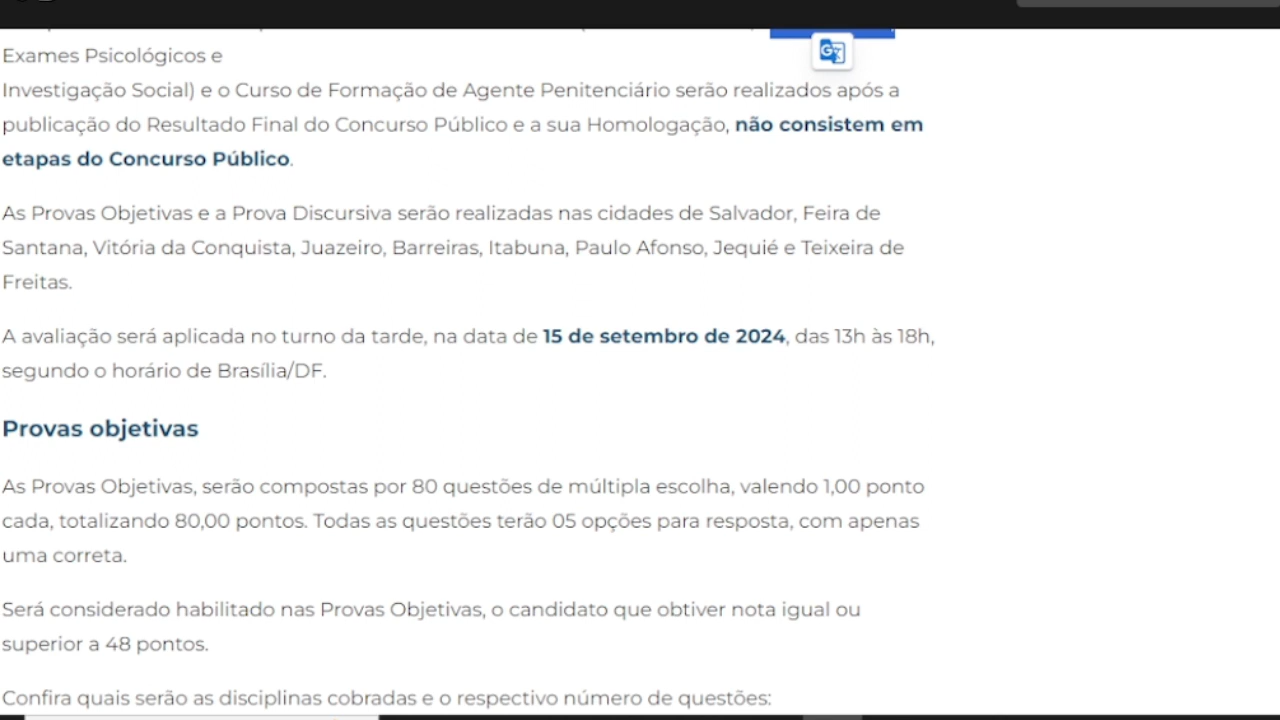 Exames Psicológicos e
Investigação Social) e o Curso de Formação de Agente Penitenciário serão realizados após a
publicação do Resultado Final do Concurso Público e a sua Homologação, não consistem em
etapas do Concurso Público.
As Provas Objetivas e a Prova Discursiva serão realizadas nas cidades de Salvador, Feira de
Santana, Vitória da Conquista, Juazeiro, Barreiras, Itabuna, Paulo Afonso, Jequié e Teixeira de
Freitas.
A avaliação será aplicada no turno da tarde, na data de 15 de setembro de 2024, das 13h às 18h,
segundo o horário de Brasília/DF.
Provas objetivas
As Provas Objetivas, serão compostas por 80 questões de múltipla escolha, valendo 1,00 ponto
cada, totalizando 80,00 pontos. Todas as questões terão 05 opções para resposta, com apenas
uma correta.
Será considerado habilitado nas Provas Objetivas, o candidato que obtiver nota igual ou
superior a 48 pontos.
Confira quais serão as disciplinas cobradas e o respectivo número de questões: